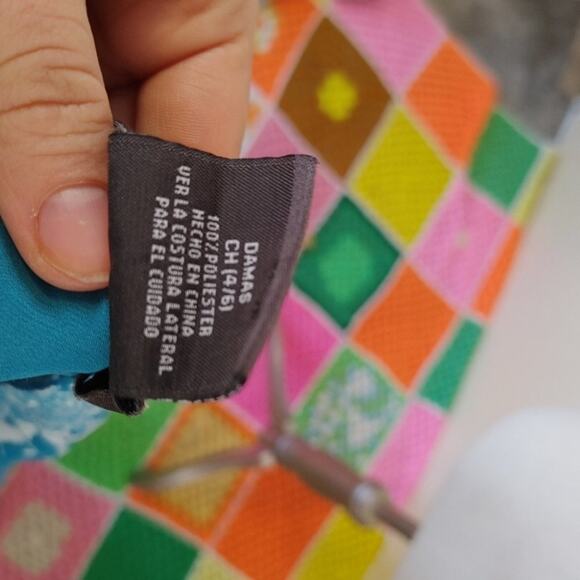 DAMAS
CH (4/6)
100% POLIESTER
HECHO EN CHINA
VER LA COSTURA LATERAL
PARA EL CUIDADO